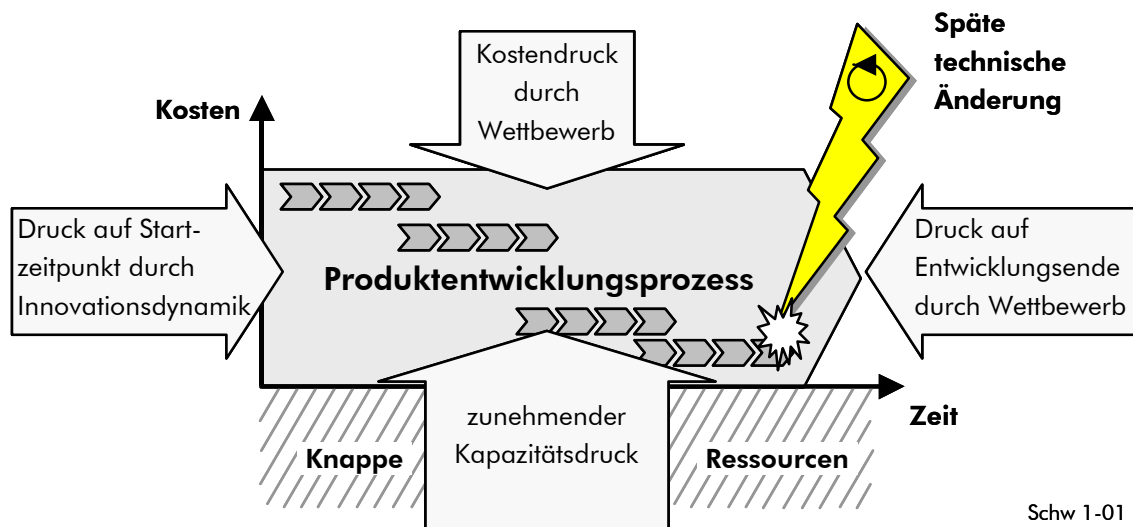 Späte
technische
Änderung
Kostendruck
durch
Wettbewerb
Kosten
Druck auf Start-
zeitpunkt durch
Innovationsdynamik
Produktentwicklungsprozess
Druck auf
Entwicklungsende
durch Wettbewerb
Zeit
zunehmender
Kapazitätsdruck
Knappe
Ressourcen
Schw 1-01